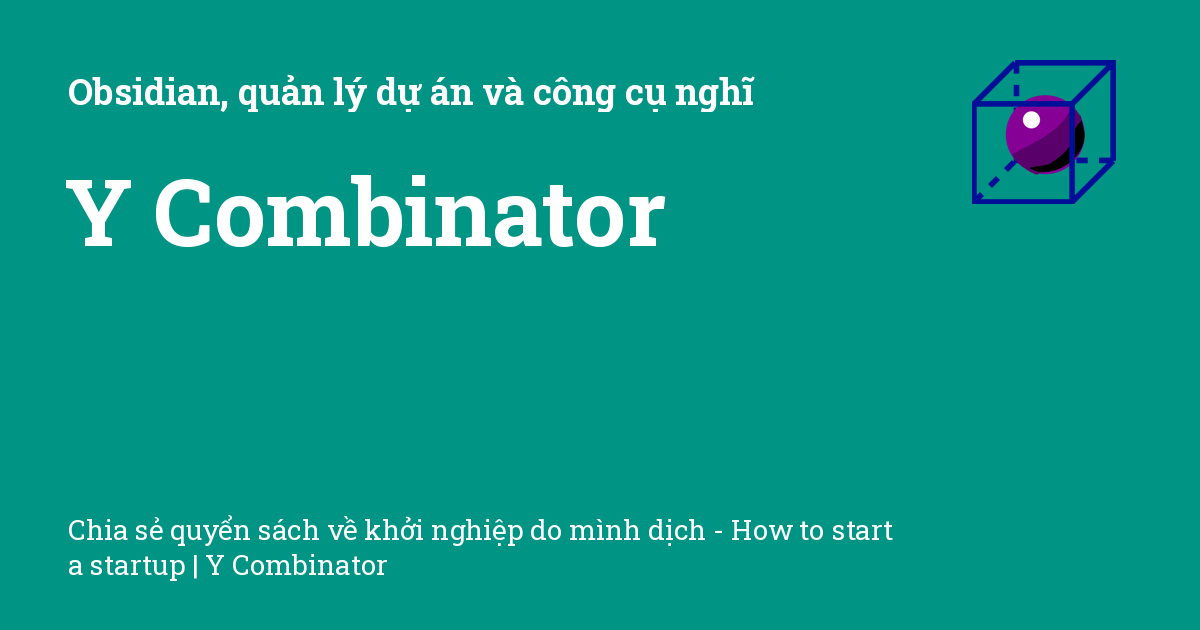 Obsidian, quản lý dự án và công cụ nghĩ
Y Combinator
Chia sẻ quyển sách về khởi nghiệp do mình dịch - How to start
a startup | Y Combinator